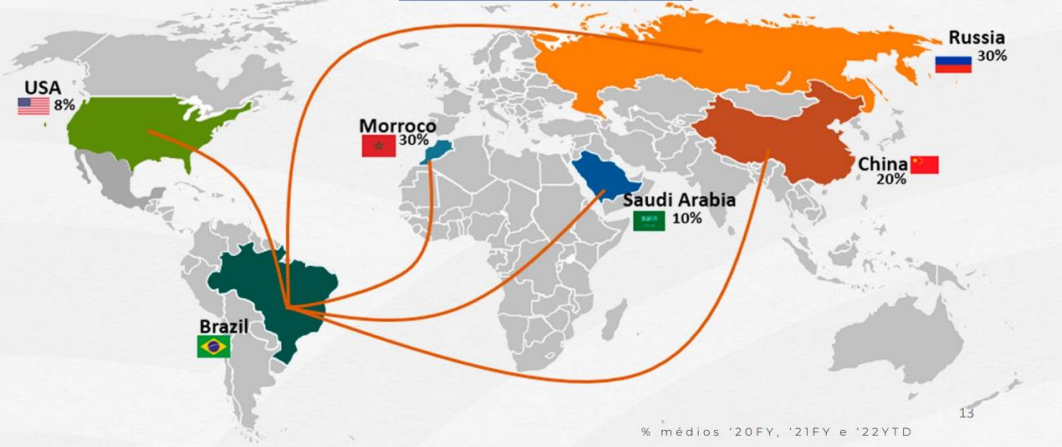 Russia
30%
USA
8%
Morroco
30%
China
20%
Saudi Arabia
10%
Brazil
13
% médios '20FY, '21FY e '22YTD